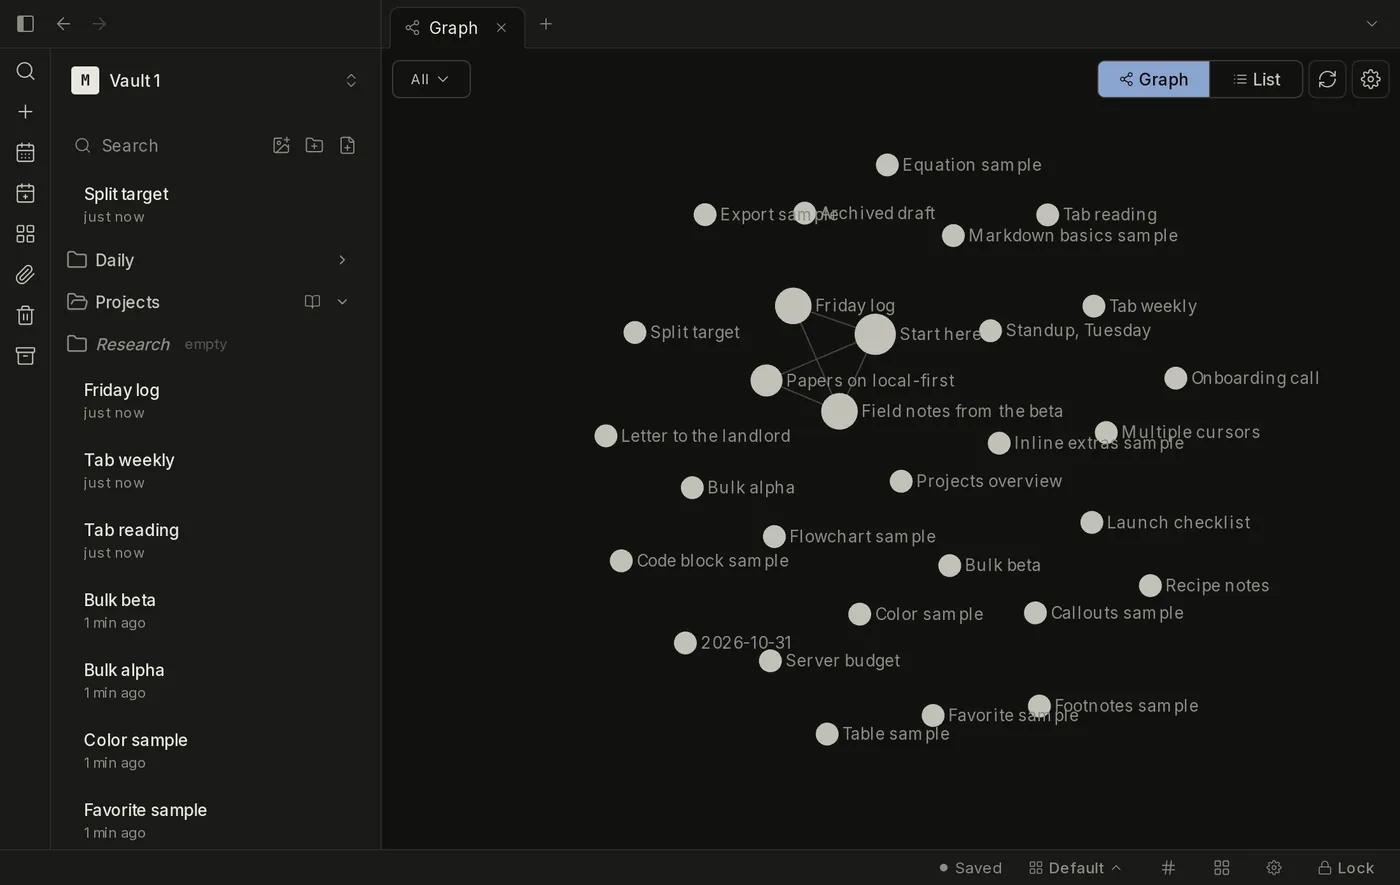 Graph
M Vault 1
All
Graph
List
Search
Split target
just now
Daily
Projects
Research empty
Friday log
just now
Tab weekly
just now
Tab reading
just now
Bulk beta
1 min ago
Bulk alpha
1 min ago
Color sample
1 min ago
Favorite sample
1 min ago
Equation sample
Export sample
Archived draft
Tab reading
Markdown basics sample
Friday log
Tab weekly
Split target
Start here
Standup, Tuesday
Papers on local-first
Onboarding call
Field notes from the beta
Letter to the landlord
Multiple cursors
Inline extras sample
Bulk alpha
Projects overview
Launch checklist
Flowchart sample
Code block sample
Bulk beta
Recipe notes
Color sample
Callouts sample
2026-10-31
Server budget
Footnotes sample
Favorite sample
Table sample
Saved
Default
Lock